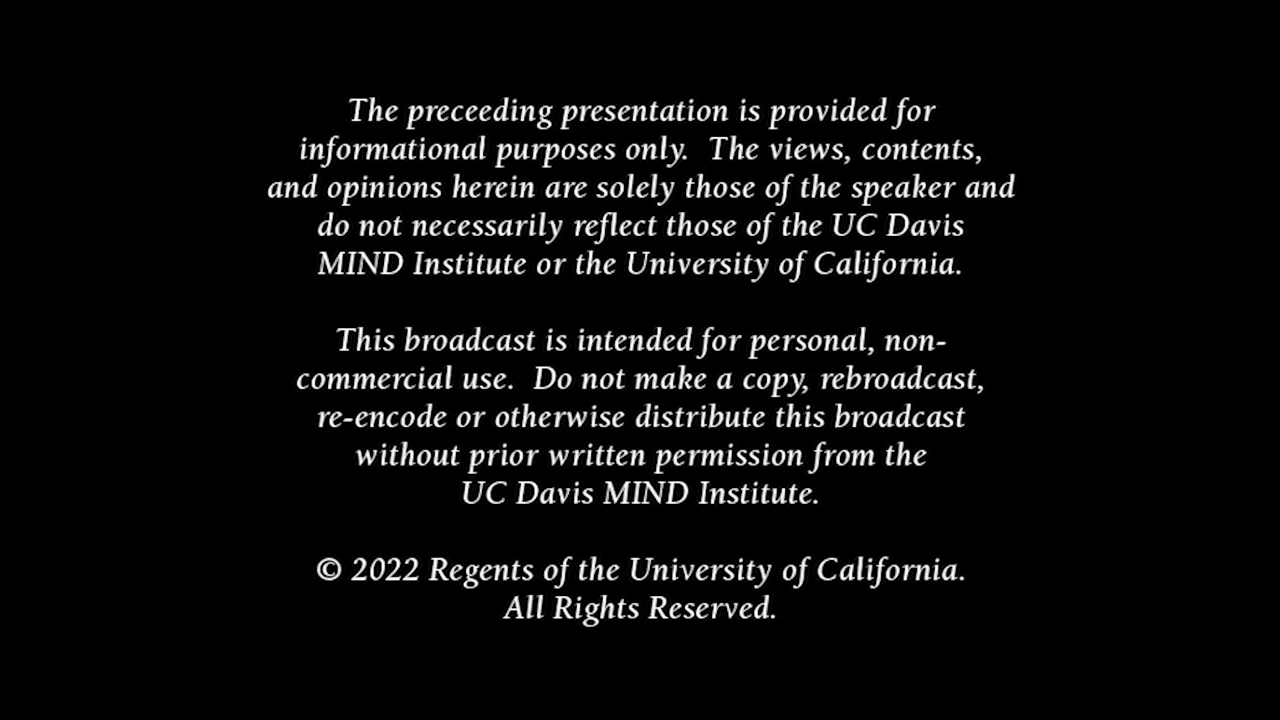 The preceeding presentation is provided for
informational purposes only.  The views, contents,
and opinions herein are solely those of the speaker and
do not necessarily reflect those of the UC Davis
MIND Institute or the University of California.
This broadcast is intended for personal, non-
commercial use.  Do not make a copy, rebroadcast,
re-encode or otherwise distribute this broadcast
without prior written permission from the
UC Davis MIND Institute.
© 2022 Regents of the University of California.
All Rights Reserved.